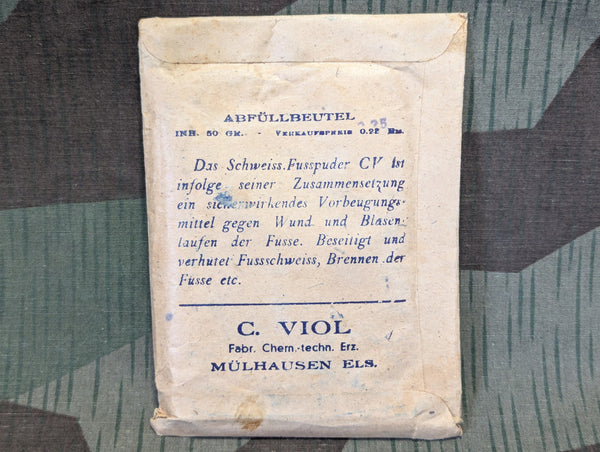 ABFÜLLBEUTEL
INH. 50 GR. - VERKAUFSPREIS 0.22 RM.
Das Schweiss.Fusspuder CV ist
infolge seiner Zusammensetzung
ein sicherwirkendes Vorbeugungs-
mittel gegen Wund und Blasen-
laufen der Fusse. Beseitigt und
verhutet Fussschweiss, Brennen der
Füsse etc.
C. VIOL
Fabr. Chem.-techn. Erz.
MÜLHAUSEN ELS.